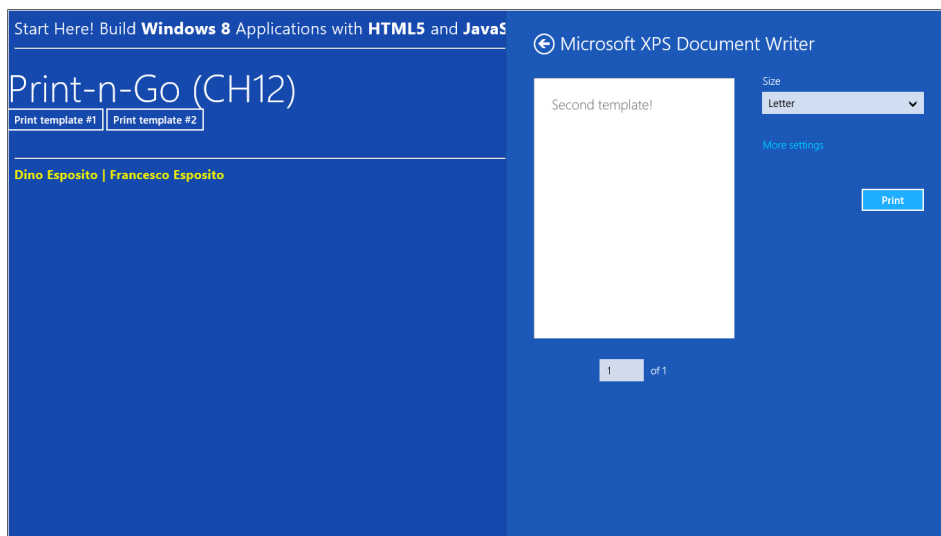 Start Here! Build Windows 8 Applications with HTML5 and JavaS
Print-n-Go (CH12)
Print template #1 Print template #2
Dino Esposito | Francesco Esposito
Microsoft XPS Document Writer
Second template!
Size
Letter
More settings
Print
1 of 1